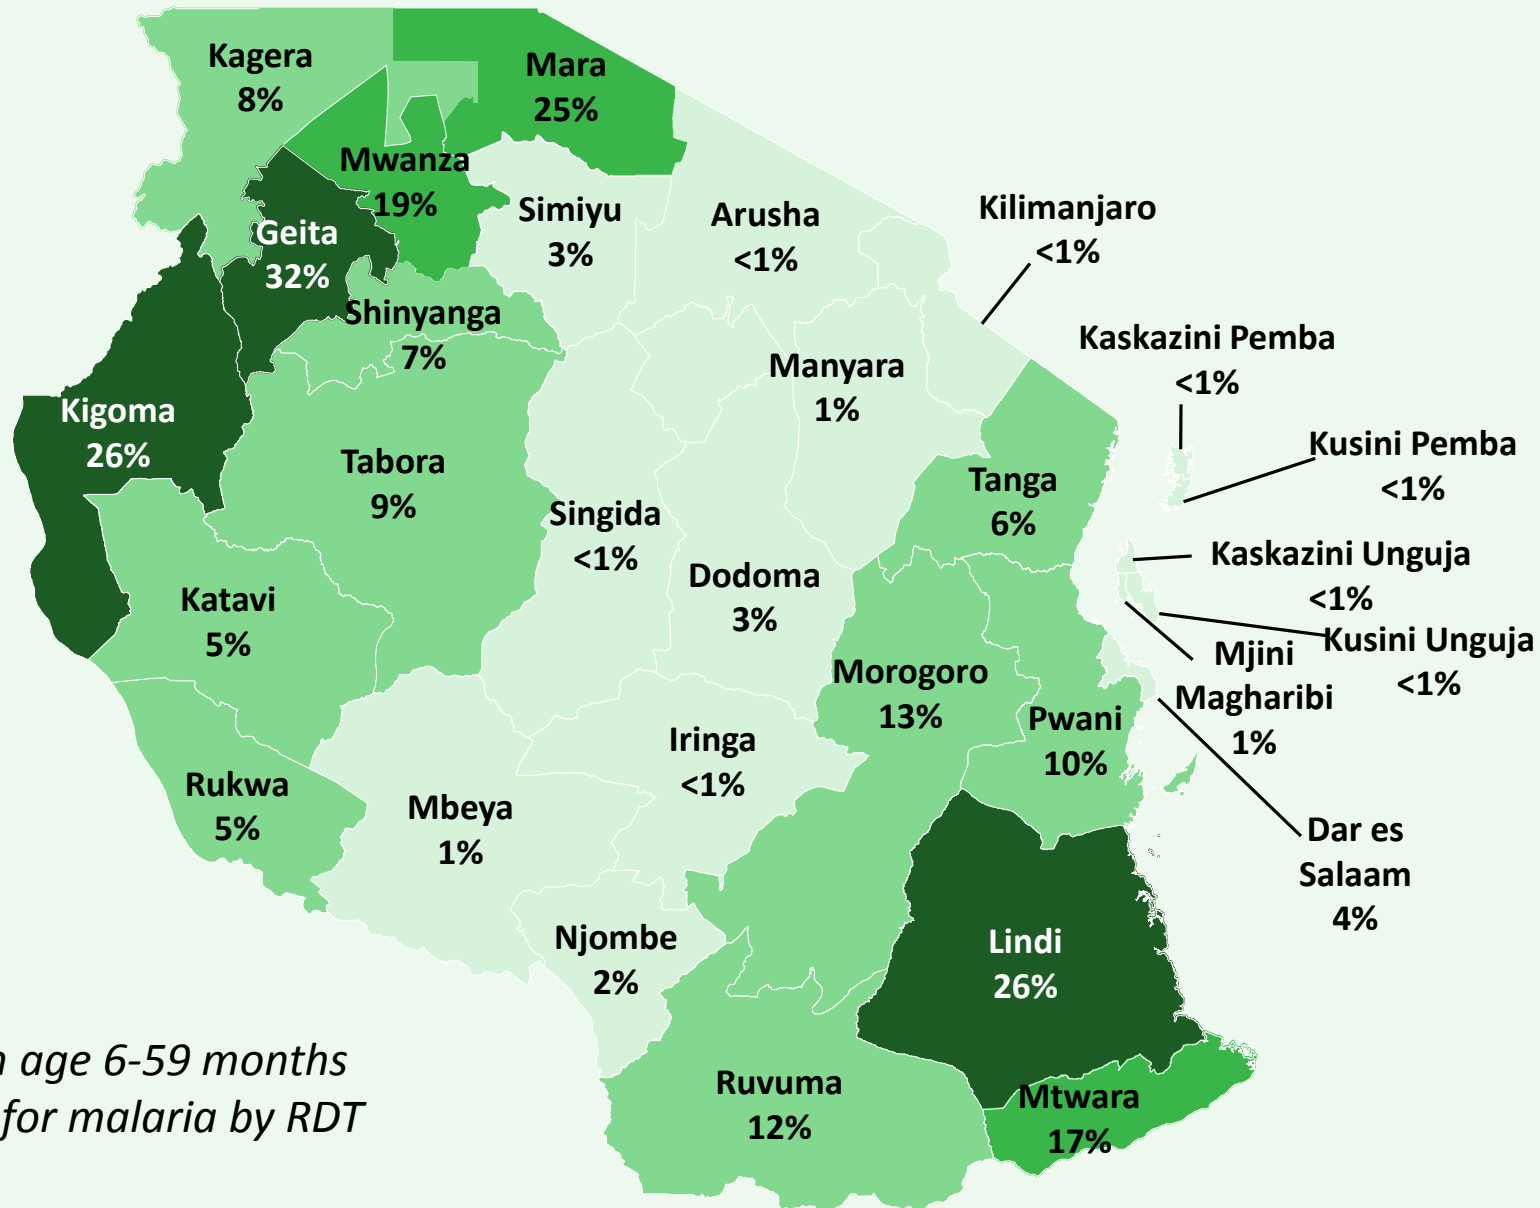 Kagera
8%
Mara
25%
Mwanza
19%
Geita
32%
Simiyu
3%
Arusha
<1%
Kilimanjaro
<1%
Shinyanga
7%
Kaskazini Pemba
<1%
Manyara
1%
Kigoma
26%
Kusini Pemba
<1%
Tabora
9%
Tanga
6%
Singida
<1%
Kaskazini Unguja
<1%
Dodoma
3%
Katavi
5%
Kusini Unguja
<1%
Mjini
Magharibi
1%
Morogoro
13%
Pwani
10%
Iringa
<1%
Rukwa
5%
Mbeya
1%
Dar es
Salaam
4%
Njombe
2%
Lindi
26%
age 6-59 months
for malaria by RDT
Ruvuma
12%
Mtwara
17%